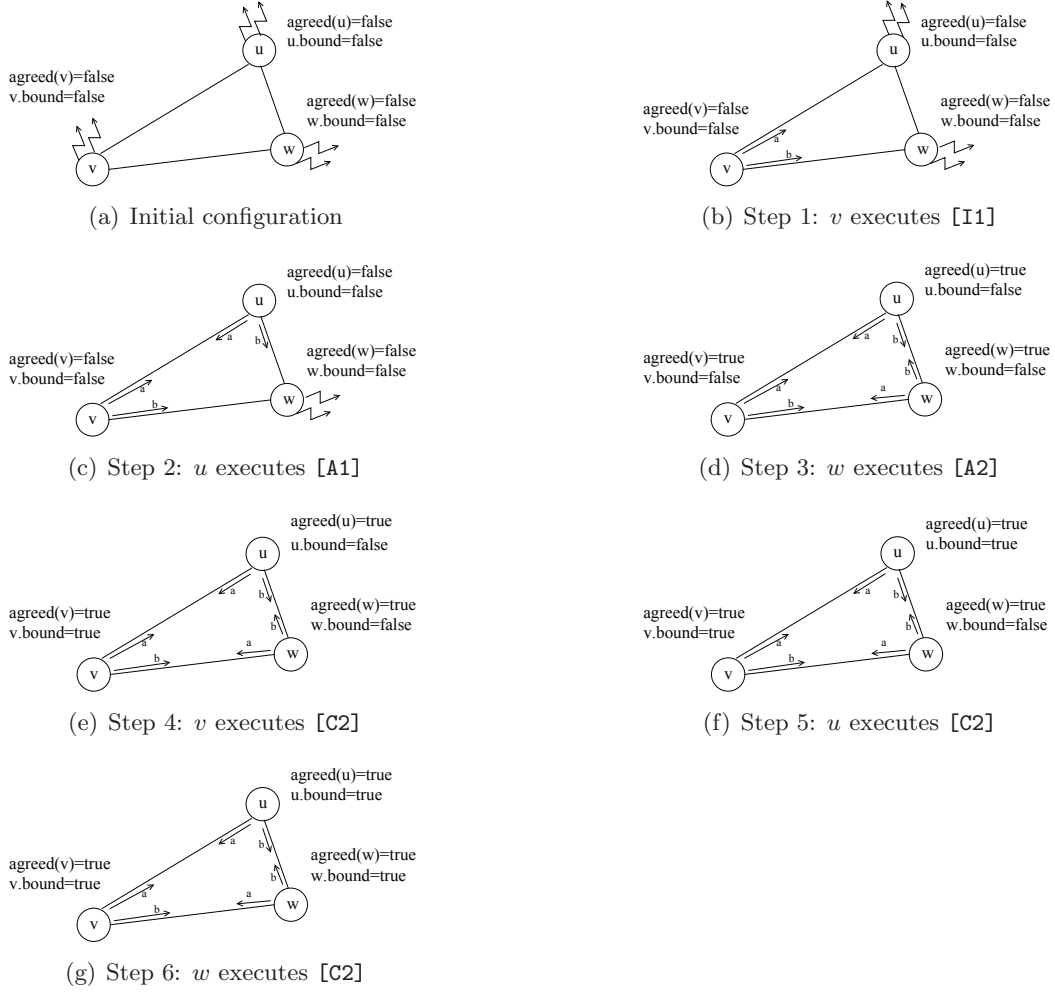 agreed(u)=false
u.bound=false
u
agreed(v)=false
v.bound=false
agreed(w)=false
w.bound=false
w
v
(a) Initial configuration
agreed(u)=false
u.bound=false
u
agreed(v)=false
v.bound=false
agreed(w)=false
w.bound=false
a
b
w
v
(b) Step 1: v executes [I1]
agreed(u)=false
u.bound=false
u
a
b
agreed(v)=false
v.bound=false
agreed(w)=false
w.bound=false
a
b
w
v
(c) Step 2: u executes [A1]
agreed(u)=true
u.bound=false
u
a
b
agreed(v)=true
v.bound=false
agreed(w)=true
w.bound=false
b
a
a
b
w
v
(d) Step 3: w executes [A2]
agreed(u)=true
u.bound=false
u
a
b
agreed(v)=true
v.bound=true
agreed(w)=true
w.bound=false
b
a
a
b
w
v
(e) Step 4: v executes [C2]
agreed(u)=true
u.bound=true
u
a
b
agreed(v)=true
v.bound=true
ageed(w)=true
w.bound=false
b
a
a
b
w
v
(f) Step 5: u executes [C2]
agreed(u)=true
u.bound=true
u
a
b
agreed(v)=true
v.bound=true
agreed(w)=true
w.bound=true
b
a
a
b
w
v
(g) Step 6: w executes [C2]